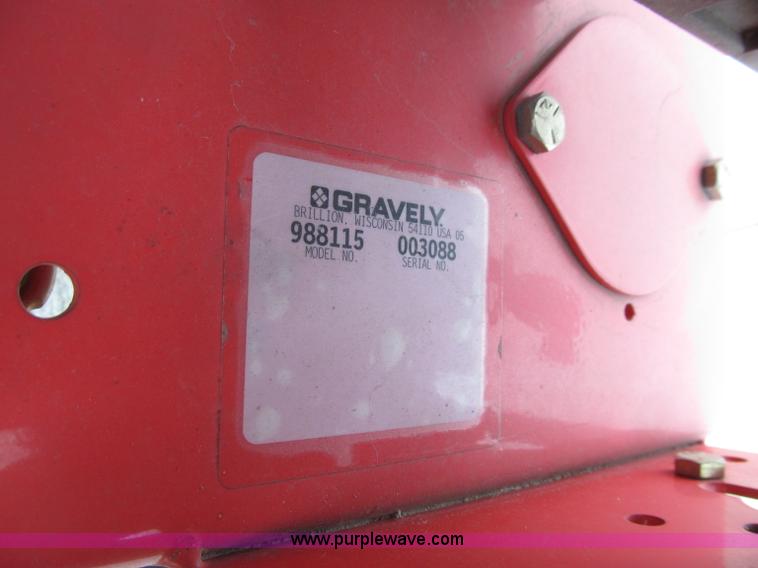 GRAVELY.
BRILLION, WISCONSIN 54110 USA 05
988115 003088
MODEL NO. SERIAL NO.
www.purplewave.com